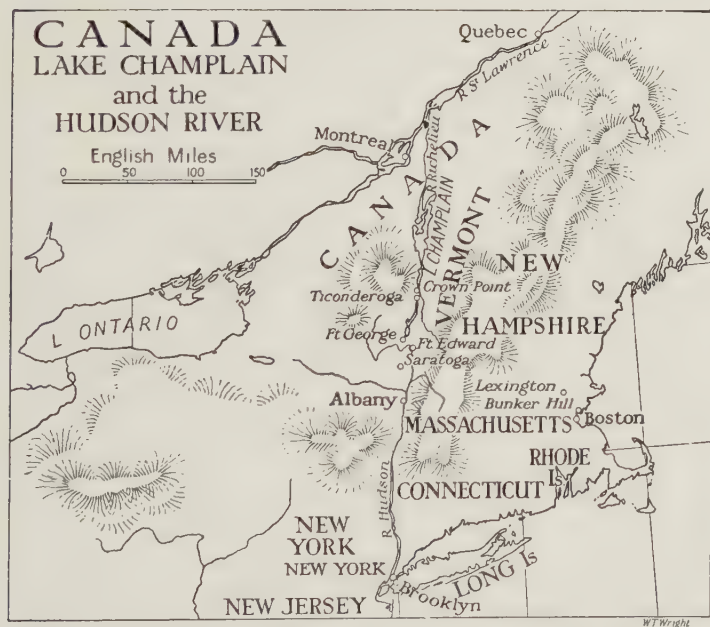 CANADA
LAKE CHAMPLAIN
and the
HUDSON RIVER
English Miles
0 50 100 150
Quebec
R St Lawrence
Montreal
R Richelieu
CANADA
L CHAMPLAIN
VERMONT
NEW
HAMPSHIRE
Crown Point
Ticonderoga
L ONTARIO
Ft George
Ft Edward
Saratoga
Lexington
Bunker Hill
Albany
Boston
MASSACHUSETTS
RHODE
Is
CONNECTICUT
R Hudson
NEW
YORK
NEW YORK
LONG Is
Brooklyn
NEW JERSEY
WT Wright